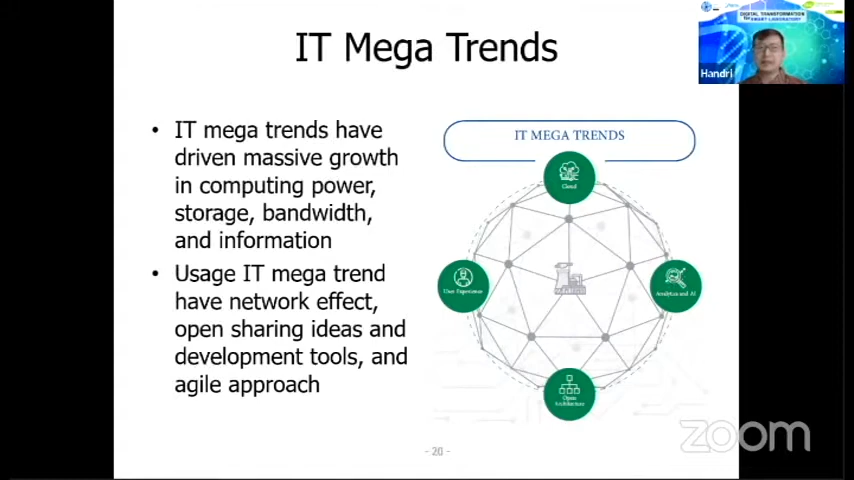 IT Mega Trends
• IT mega trends have
driven massive growth
in computing power,
storage, bandwidth,
and information
• Usage IT mega trend
have network effect,
open sharing ideas and
development tools, and
agile approach
IT MEGA TRENDS
Cloud
User Experience
Analytics and AI
Open
Architecture
- 20 -
DIGITAL TRANSFORMATION
for SMART LABORATORY
Handri
zoom